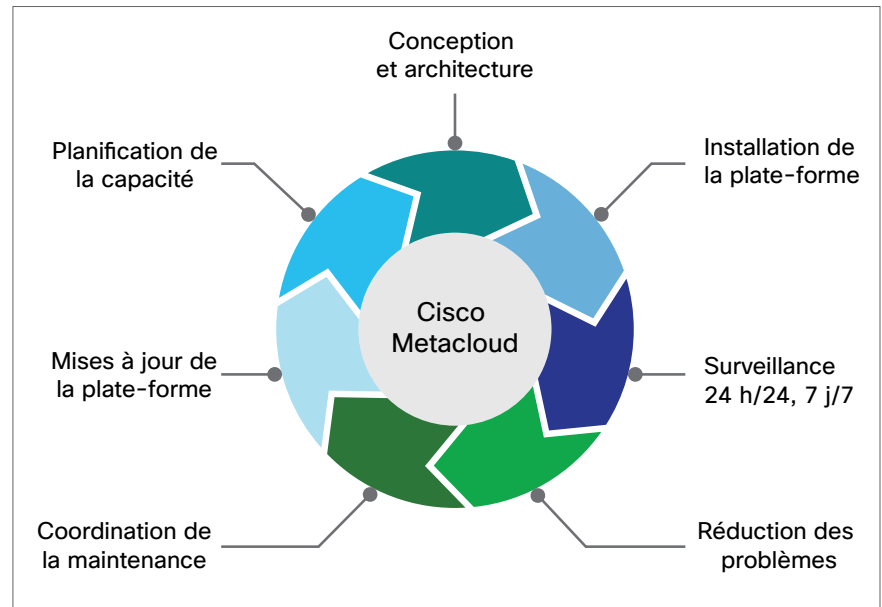 Conception
et architecture
Installation de
la plate-forme
Surveillance
24 h/24, 7 j/7
Réduction des
problèmes
Coordination de
la maintenance
Mises à jour de
la plate-forme
Planification de
la capacité
Cisco
Metacloud